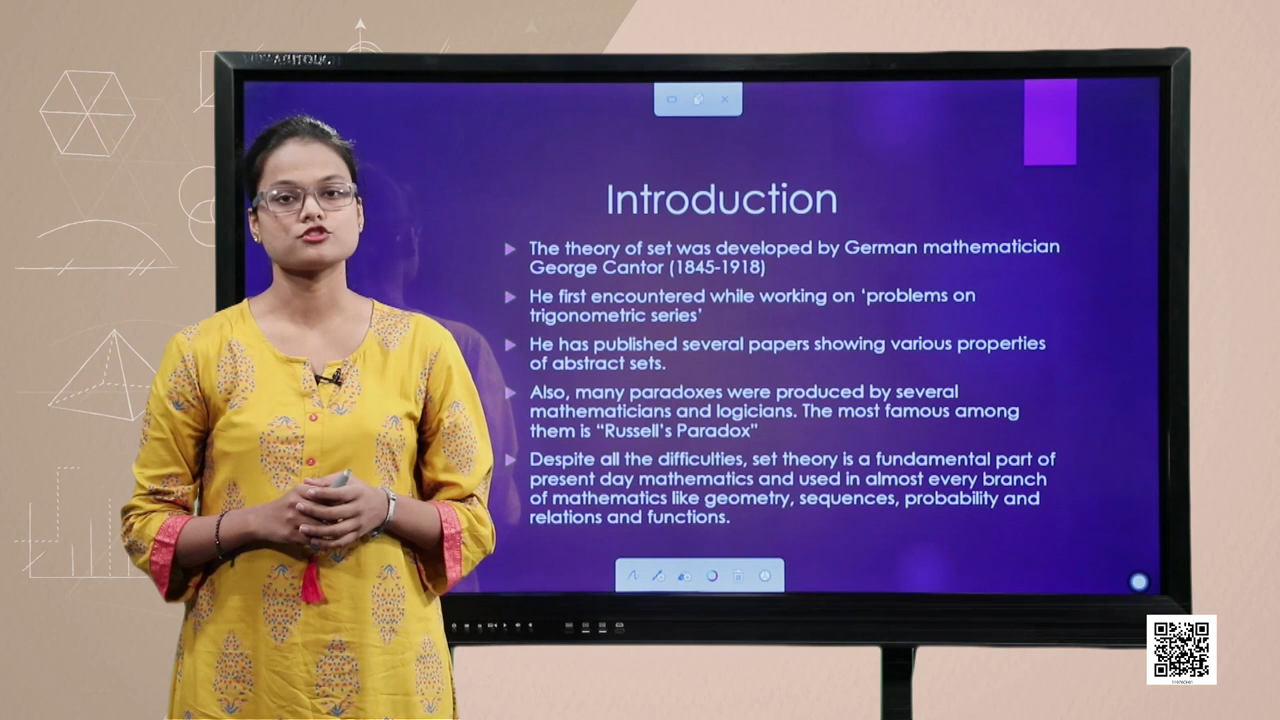 Introduction
The theory of set was developed by German mathematician
George Cantor (1845-1918)
He first encountered while working on ‘problems on
trigonometric series’
He has published several papers showing various properties
of abstract sets.
Also, many paradoxes were produced by several
mathematicians and logicians. The most famous among
them is “Russell’s Paradox”
Despite all the difficulties, set theory is a fundamental part of
present day mathematics and used in almost every branch
of mathematics like geometry, sequences, probability and
relations and functions.